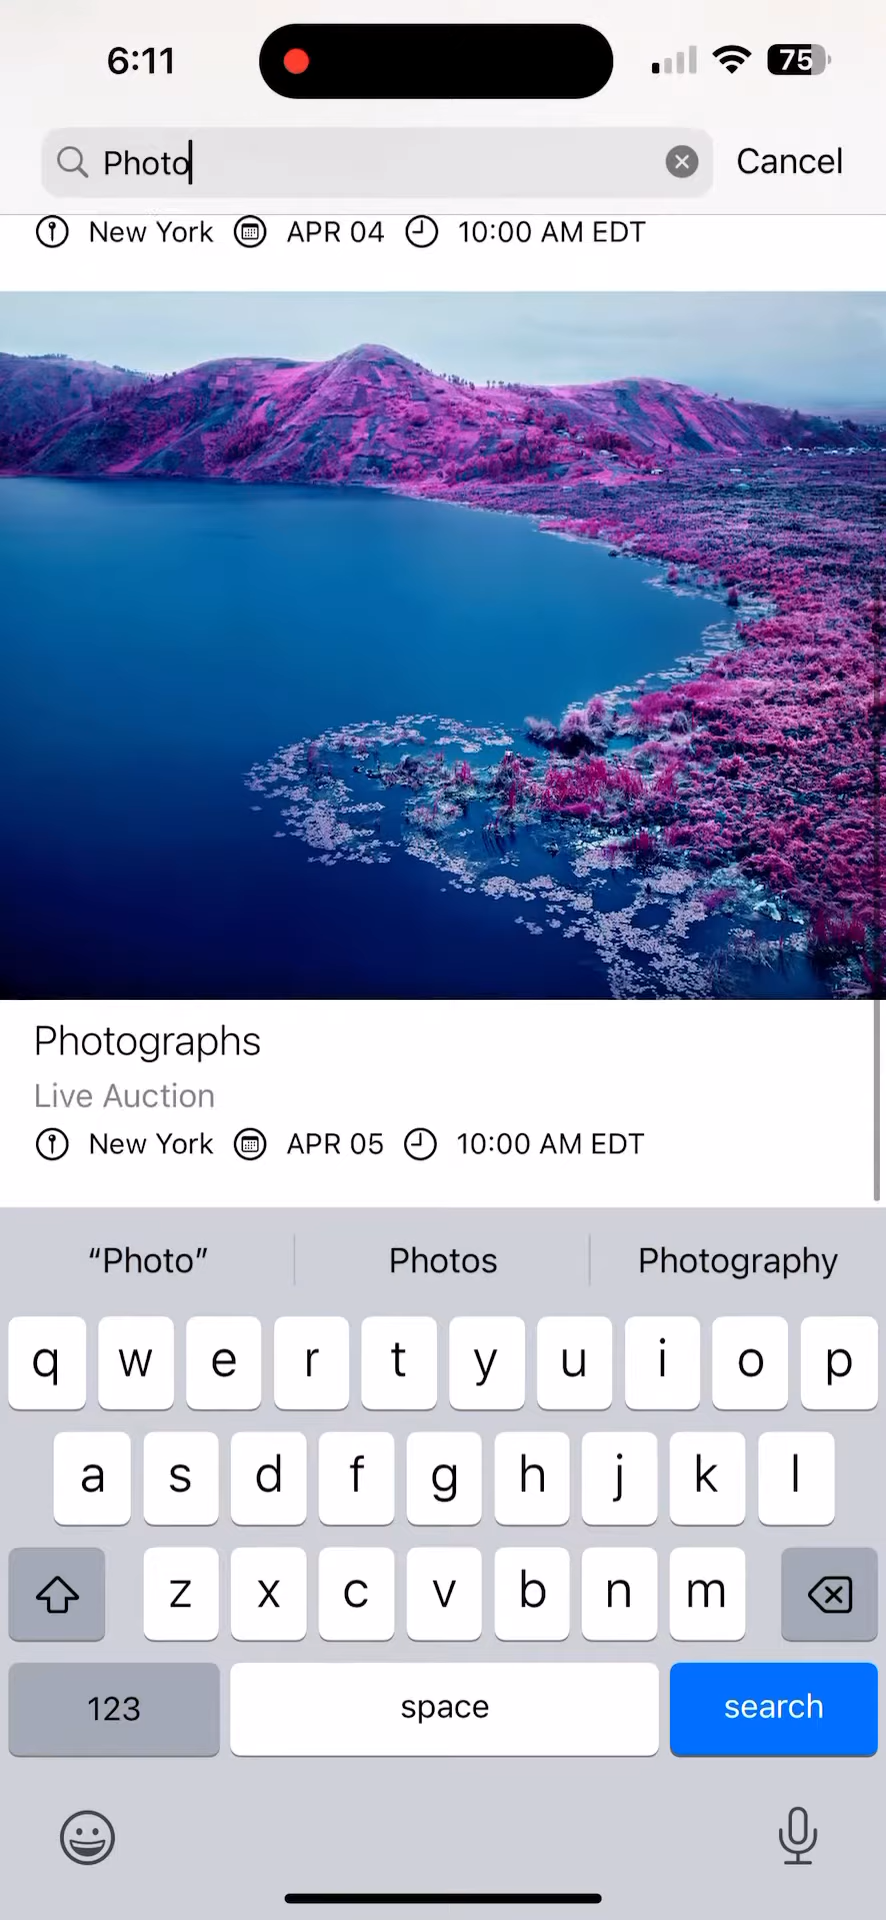 6:11
75
Photo
Cancel
New York APR 04 10:00 AM EDT
Photographs
Live Auction
New York APR 05 10:00 AM EDT
“Photo” Photos Photography
q w e r t y u i o p
a s d f g h j k l
z x c v b n m
123 space search